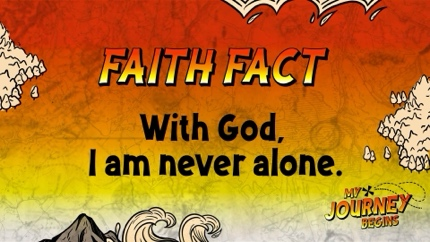 FAITH FACT
With God,
I am never alone.
MY
JOURNEY
BEGINS